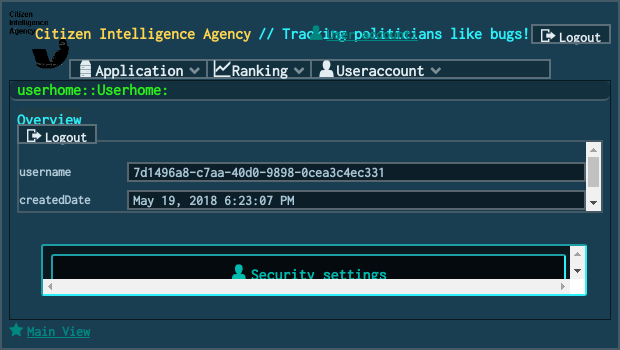 Citizen
Intelligence
Agency
Citizen Intelligence Agency // Tracking politicians like bugs!
Logout
Application
Ranking
Useraccount
userhome::Userhome:
Overview
Logout
username
7d1496a8-c7aa-40d0-9898-0cea3c4ec331
createdDate
May 19, 2018 6:23:07 PM
Security settings
Main View